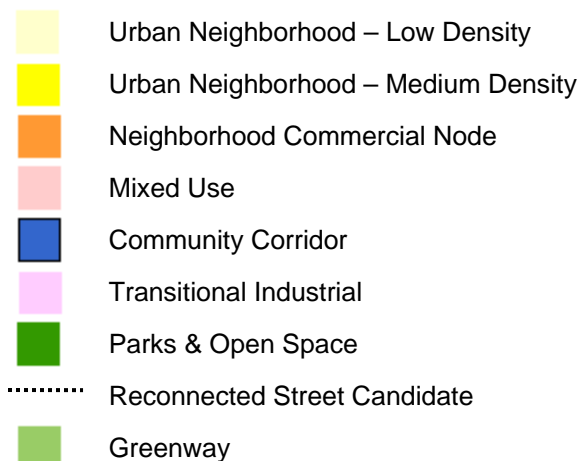 Urban Neighborhood – Low Density
Urban Neighborhood – Medium Density
Neighborhood Commercial Node
Mixed Use
Community Corridor
Transitional Industrial
Parks & Open Space
Reconnected Street Candidate
Greenway